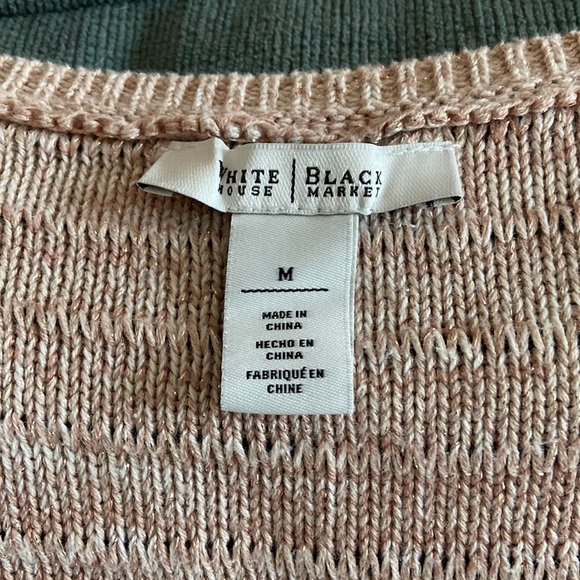 WHITE | BLACK
HOUSE | MARKET
M
MADE IN
CHINA
HECHO EN
CHINA
FABRIQUÉ EN
CHINE